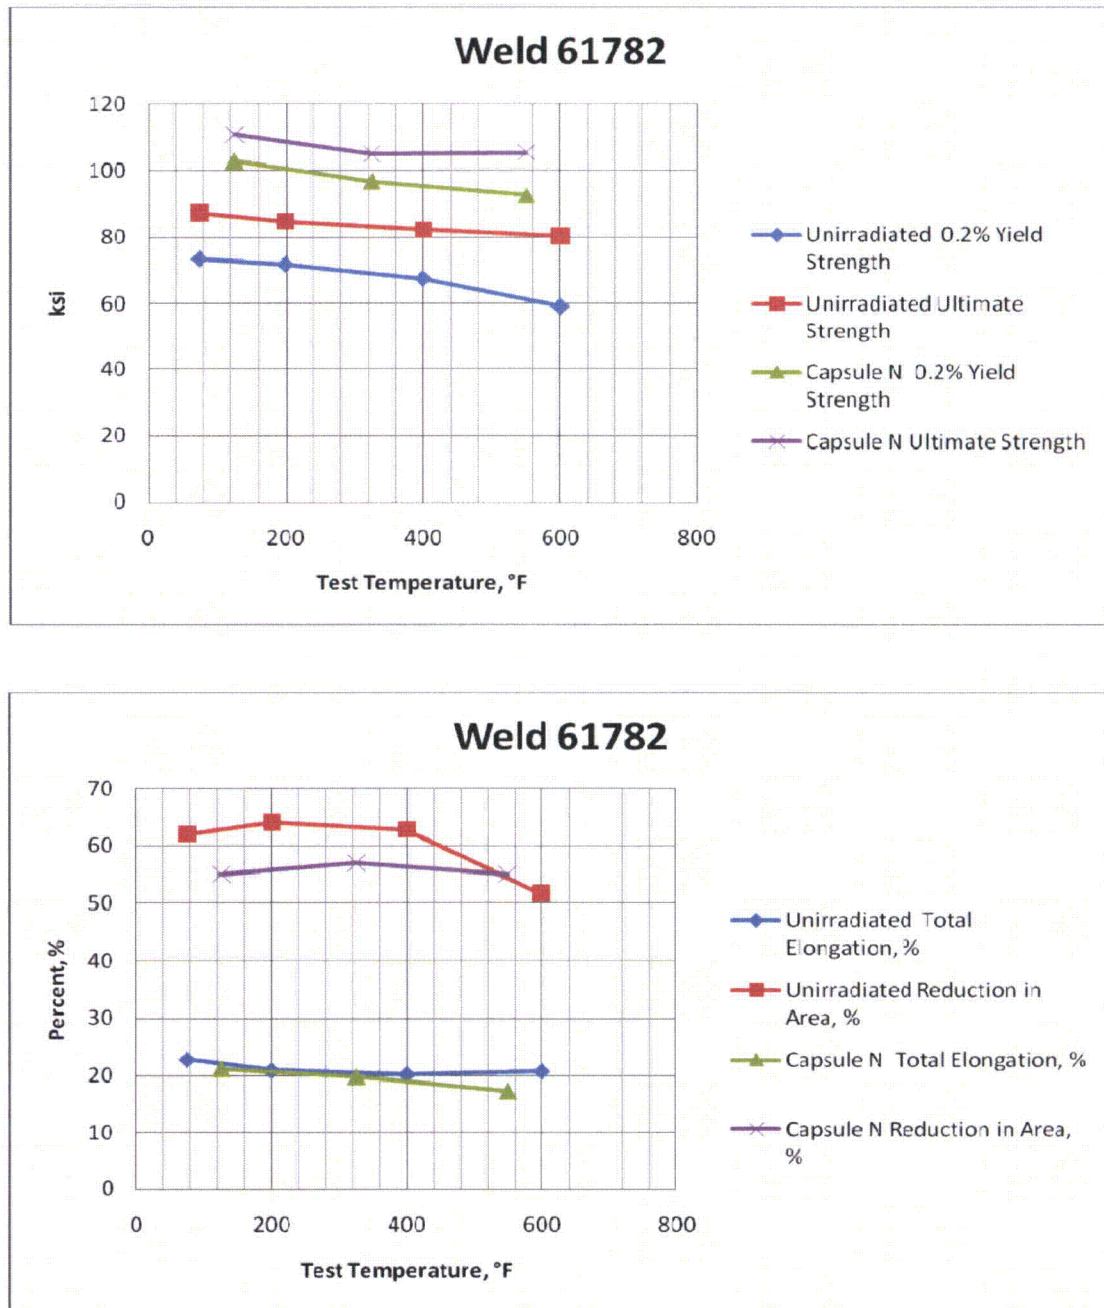 Weld 61782
120
100
80
60
40
20
0
ksi
0 200 400 600 800
Test Temperature, °F
Unirradiated 0.2% Yield
Strength
Unirradiated Ultimate
Strength
Capsule N 0.2% Yield
Strength
Capsule N Ultimate Strength
Weld 61782
70
60
50
40
30
20
10
0
Percent, %
0 200 400 600 800
Test Temperature, °F
Unirradiated Total
Elongation, %
Unirradiated Reduction in
Area, %
Capsule N Total Elongation, %
Capsule N Reduction in Area,
%